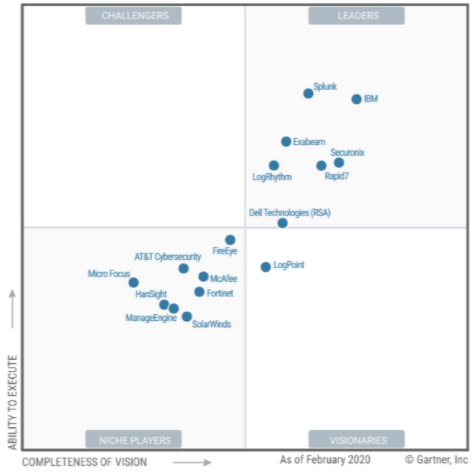 CHALLENGERS
LEADERS
Splunk
IBM
Exabeam
Securonix
LogRhythm
Rapid7
Dell Technologies (RSA)
FireEye
AT&T Cybersecurity
LogPoint
Micro Focus
McAfee
HanSight
Fortinet
ManageEngine
SolarWinds
ABILITY TO EXECUTE
NICHE PLAYERS
VISIONARIES
COMPLETENESS OF VISION
As of February 2020
© Gartner, Inc